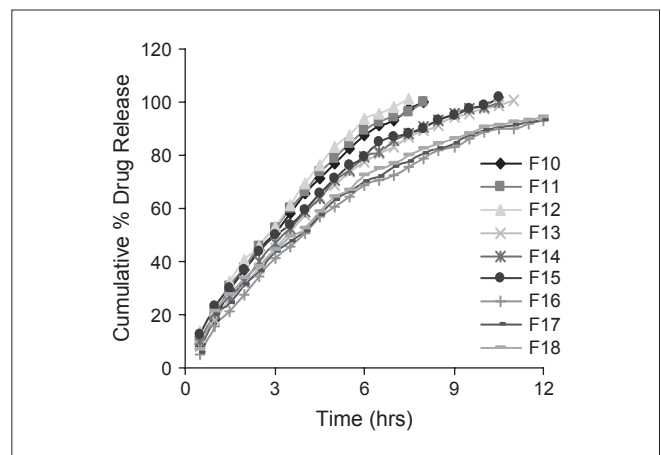 120
100
80
60
40
20
0
Cumulative % Drug Release
0 3 6 9 12
Time (hrs)
F10
F11
F12
F13
F14
F15
F16
F17
F18